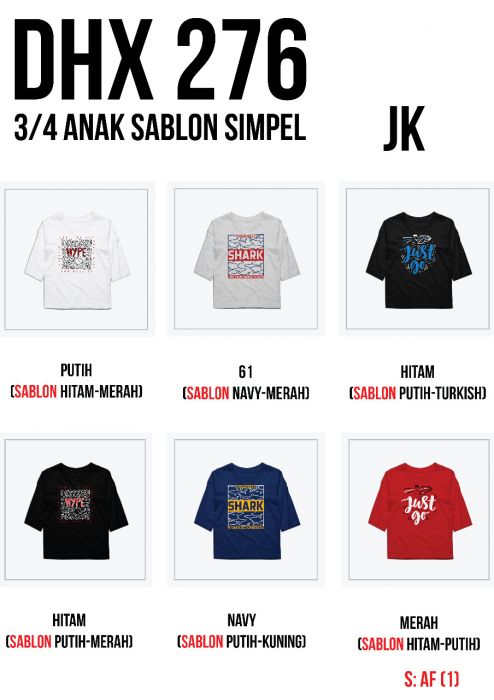 DHX 276
3/4 ANAK SABLON SIMPEL
JK
HYPE
SHARK
Just
go
PUTIH
(SABLON HITAM-MERAH)
61
(SABLON NAVY-MERAH)
HITAM
(SABLON PUTIH-TURKISH)
HYPE
SHARK
Just
go
HITAM
(SABLON PUTIH-MERAH)
NAVY
(SABLON PUTIH-KUNING)
MERAH
(SABLON HITAM-PUTIH)
S: AF (1)